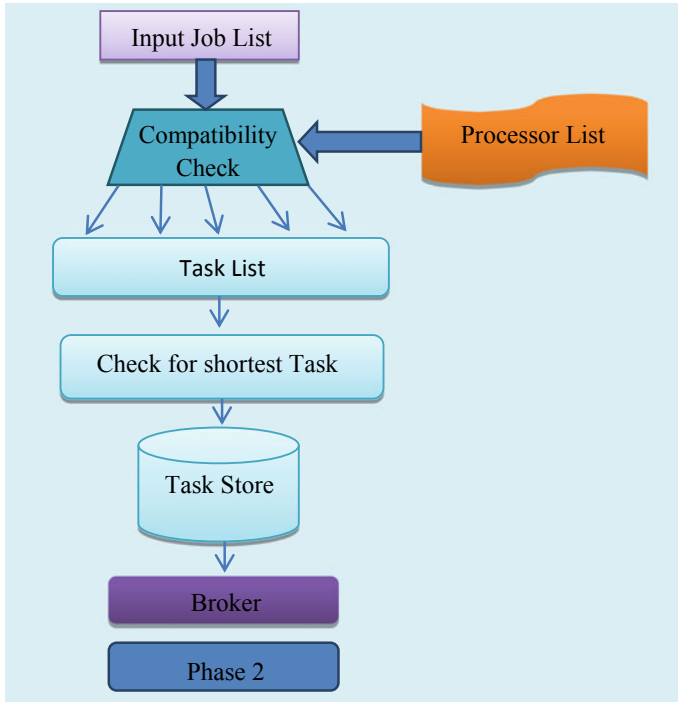 Input Job List
Compatibility
Check
Processor List
Task List
Check for shortest Task
Task Store
Broker
Phase 2